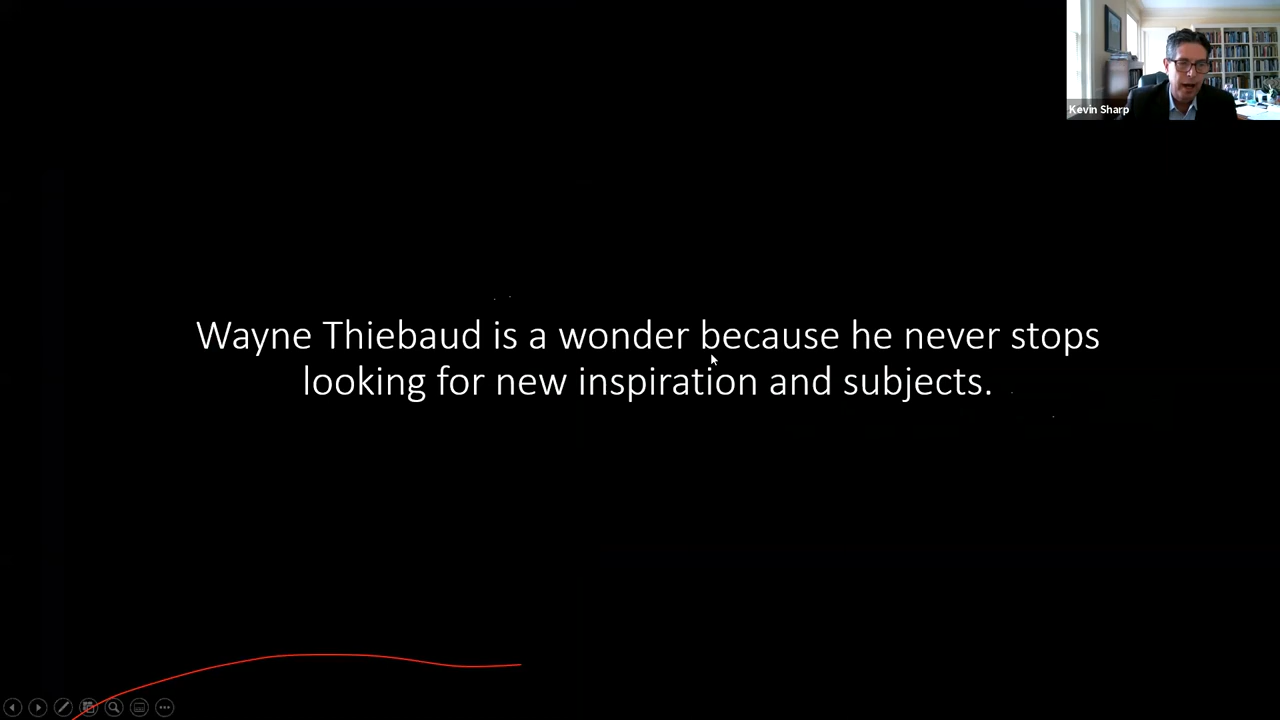 Kevin Sharp
Wayne Thiebaud is a wonder because he never stops
looking for new inspiration and subjects.